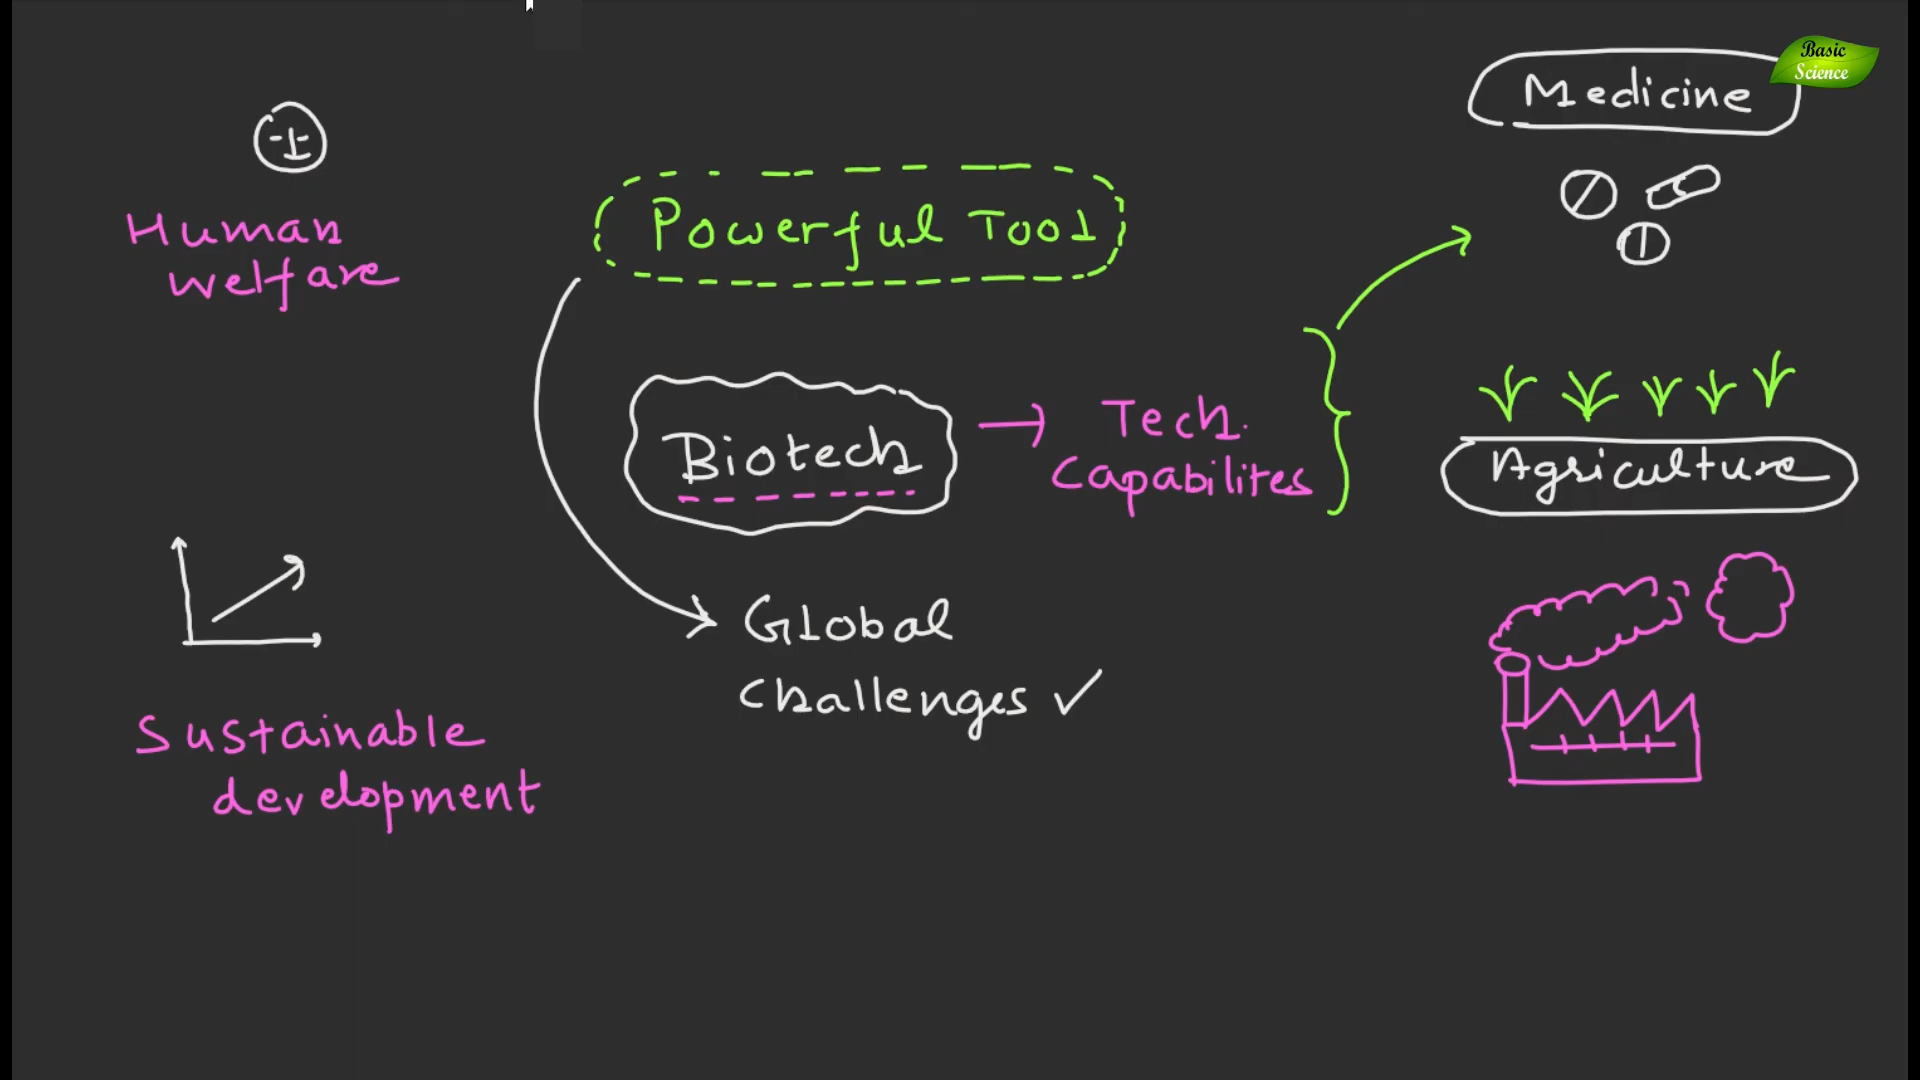 Basic
Science
Medicine
Human
welfare
Powerful Tool
Biotech
Tech.
Capabilites
Agriculture
Global
Challenges ✓
Sustainable
development